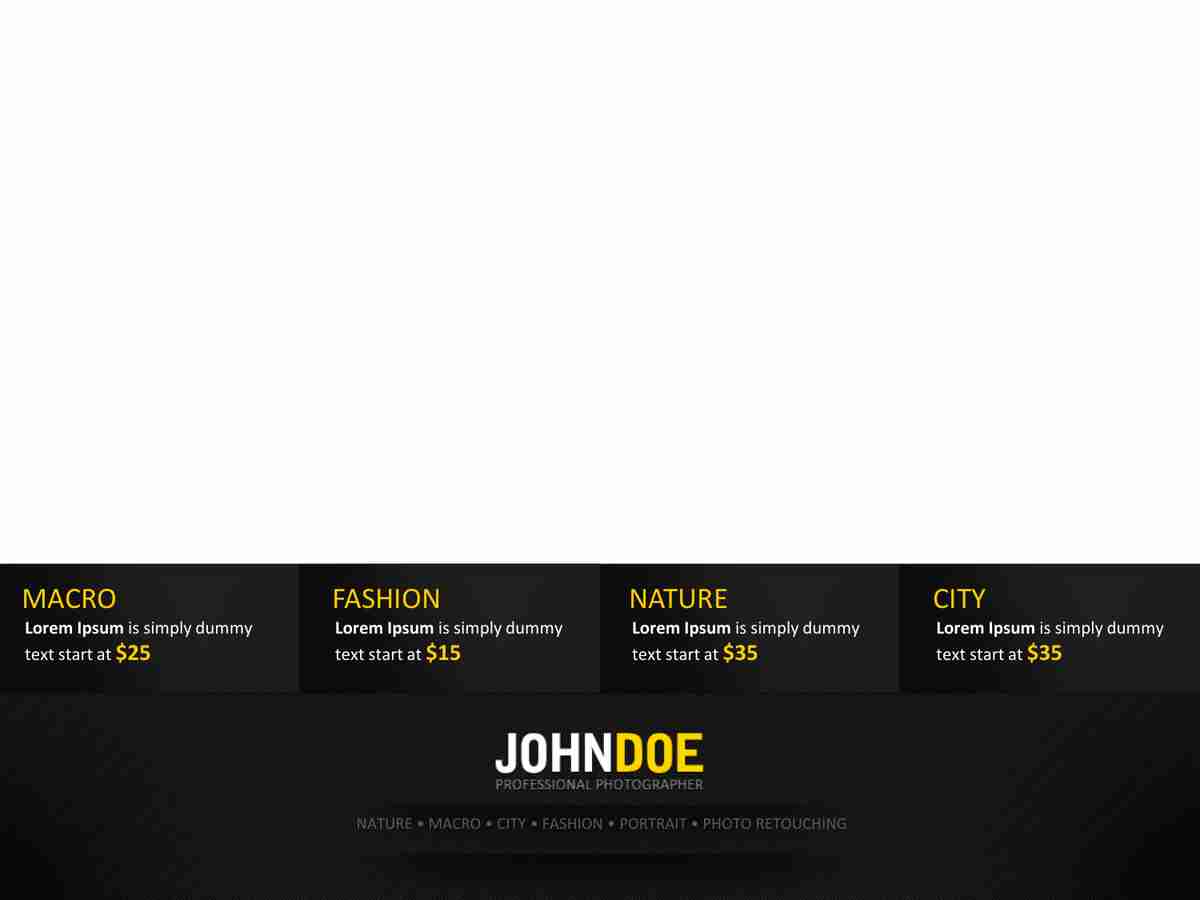 MACRO
Lorem Ipsum is simply dummy
text start at $25
FASHION
Lorem Ipsum is simply dummy
text start at $15
NATURE
Lorem Ipsum is simply dummy
text start at $35
CITY
Lorem Ipsum is simply dummy
text start at $35
JOHNDOE
PROFESSIONAL PHOTOGRAPHER
NATURE • MACRO • CITY • FASHION • PORTRAIT • PHOTO RETOUCHING